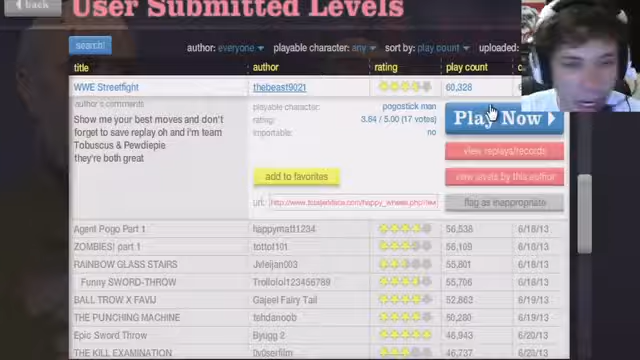 back
User Submitted Levels
search!
author: everyone playable character: any sort by: play count uploaded:
title author rating play count
WWE Streetfight thebeast9021 60,328
author's comments
Show me your best moves and don't
forget to save replay oh and i'm team
Tobuscus & Pewdiepie
they're both great
playable character: pogostick man
rating: 3.64 / 5.00 (17 votes)
importable: no
Play Now
view replays/records
add to favorites
view levels by this author
url:
flag as inappropriate
Agent Pogo Part 1 happymatt1234 56,538 6/18/13
ZOMBIES! part 1 tottof101 56,109 6/18/13
RAINBOW GLASS STAIRS Jvleijan003 55,801 6/18/13
Funny SWORD-THROW Trollolol123456789 55,706 6/18/13
BALL TROW X FAVIJ Gajeel Fairy Tail 52,863 6/19/13
THE PUNCHING MACHINE tshdanoob 50,280 6/19/13
Epic Sword Throw Byugg 2 46,943 6/20/13
THE KILL EXAMINATION tv0serfilm 46,737